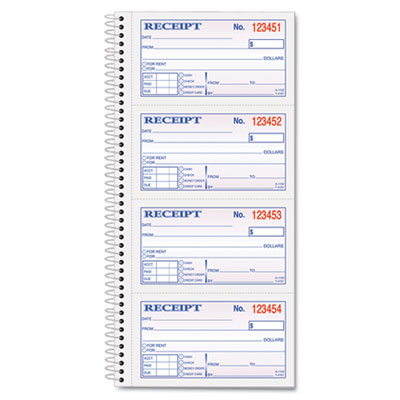 RECEIPT No. 123451
DATE
FROM $
DOLLARS
FOR RENT
FOR
ACCT. CASH
PAID CHECK FROM TO
DUE MONEY ORDER
CREDIT CARD BY
RECEIPT No. 123452
DATE
FROM $
DOLLARS
FOR RENT
FOR
ACCT. CASH
PAID CHECK FROM TO
DUE MONEY ORDER
CREDIT CARD BY
RECEIPT No. 123453
DATE
FROM $
DOLLARS
FOR RENT
FOR
ACCT. CASH
PAID CHECK FROM TO
DUE MONEY ORDER
CREDIT CARD BY
RECEIPT No. 123454
DATE
FROM $
DOLLARS
FOR RENT
FOR
ACCT. CASH
PAID CHECK FROM TO
DUE MONEY ORDER
CREDIT CARD BY